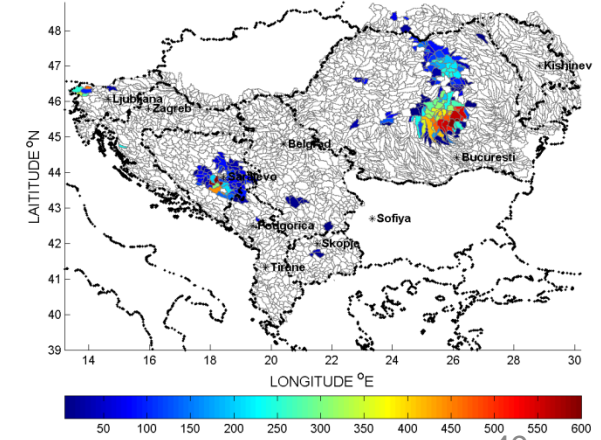 48
47
46
45
44
43
42
41
40
39
LAITITUDE °N
Kishinev
Ljubljana
Zagreb
Belgrad
Bucuresti
Sarajevo
Sofiya
Podgorica
Skopje
Tirane
14 16 18 20 22 24 26 28 30
LONGITUDE °E
50 100 150 200 250 300 350 400 450 500 550 600